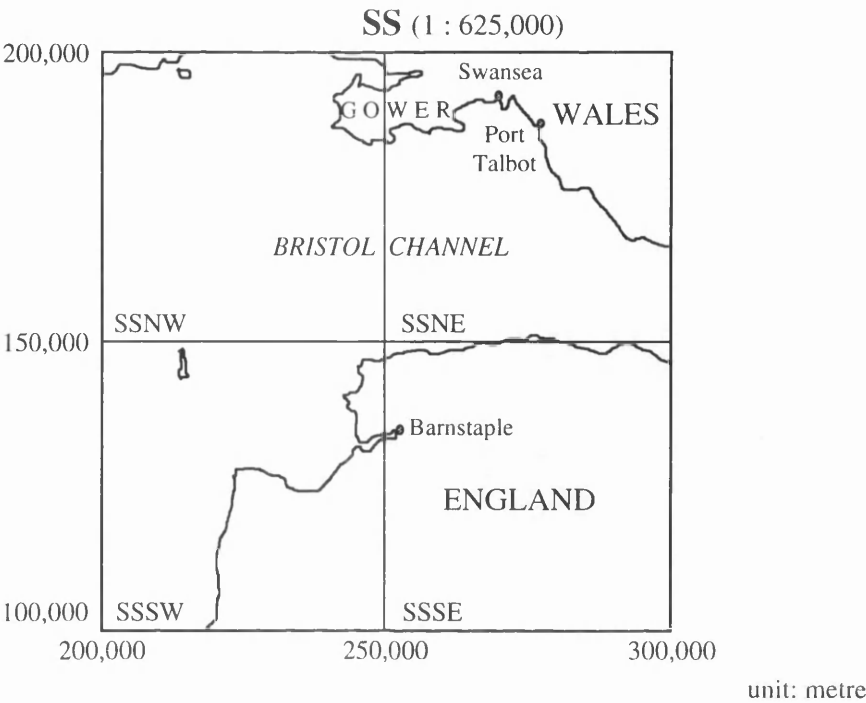 SS (1 : 625,000)
200,000
Swansea
GOWER
WALES
Port
Talbot
BRISTOL CHANNEL
SSNW
SSNE
150,000
Barnstaple
ENGLAND
100,000
SSSW
SSSE
200,000
250,000
300,000
unit: metre